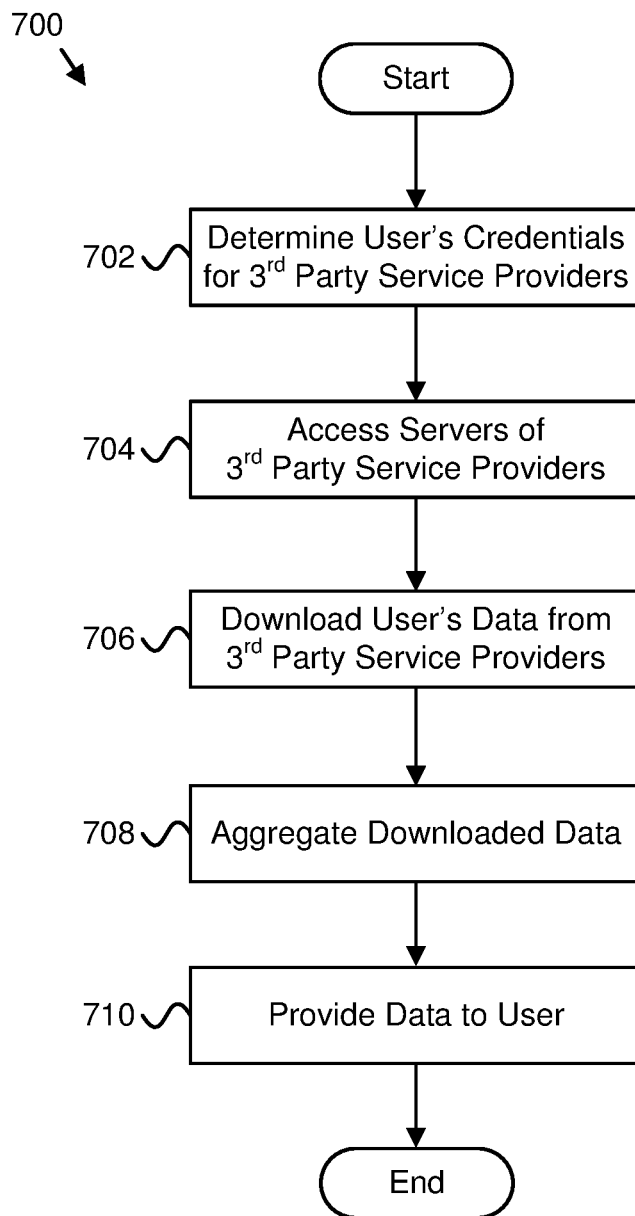 700
Start
702
Determine User's Credentials
for 3rd Party Service Providers
704
Access Servers of
3rd Party Service Providers
706
Download User's Data from
3rd Party Service Providers
708
Aggregate Downloaded Data
710
Provide Data to User
End